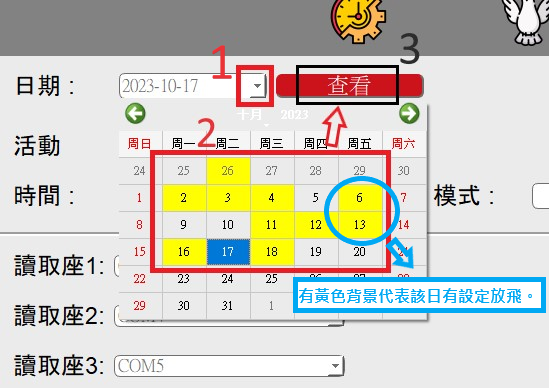 1
3
日期：
2023-10-17
查看
十月 2023
活動
2
周日 周一 周二 周三 周四 周五 周六
24 25 26 27 28 29 30
時間：
1 2 3 4 5 6 7
模式：
8 9 10 11 12 13 14
15 16 17 18 19 20 21
讀取座1:
22 23 24 25 26 27 28
有黃色背景代表該日有設定放飛。
29 30 31 1
讀取座2:
讀取座3:
COM5